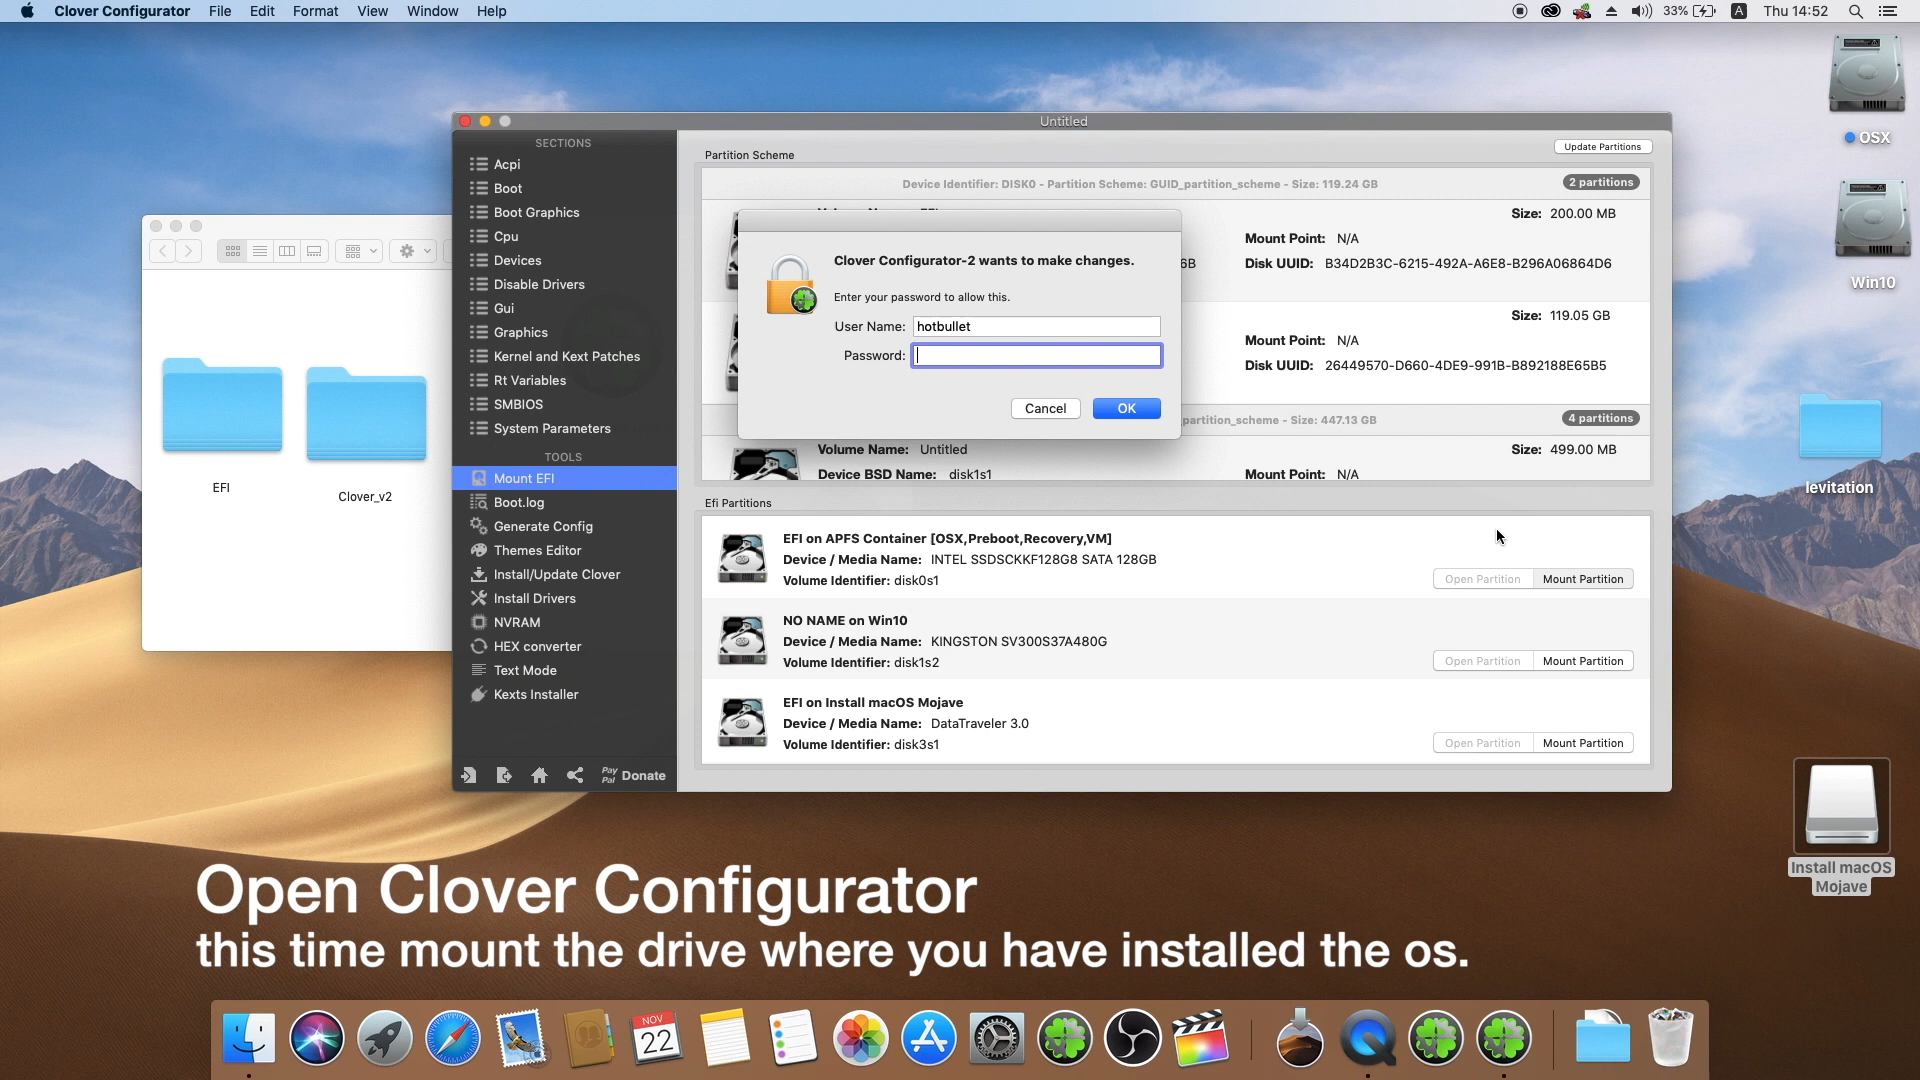 Clover Configurator File Edit Format View Window Help
33% A Thu 14:52
OSX
Win10
levitation
Install macOS
Mojave
EFI
Clover_v2
Untitled
SECTIONS
Acpi
Boot
Boot Graphics
Cpu
Devices
Disable Drivers
Gui
Graphics
Kernel and Kext Patches
Rt Variables
SMBIOS
System Parameters
TOOLS
Mount EFI
Boot.log
Generate Config
Themes Editor
Install/Update Clover
Install Drivers
NVRAM
HEX converter
Text Mode
Kexts Installer
Pay
Pal
Donate
Update Partitions
Partition Scheme
Device Identifier: DISK0 - Partition Scheme: GUID_partition_scheme - Size: 119.24 GB
2 partitions
Size: 200.00 MB
Mount Point: N/A
6B
Disk UUID: B34D2B3C-6215-492A-A6E8-B296A06864D6
Size: 119.05 GB
Mount Point: N/A
Disk UUID: 26449570-D660-4DE9-991B-B892188E65B5
partition_scheme - Size: 447.13 GB
4 partitions
Volume Name: Untitled
Size: 499.00 MB
Device BSD Name: disk1s1
Mount Point: N/A
Clover Configurator-2 wants to make changes.
Enter your password to allow this.
User Name: hotbullet
Password:
Cancel OK
Efi Partitions
EFI on APFS Container [OSX,Preboot,Recovery,VM]
Device / Media Name: INTEL SSDSCKKF128G8 SATA 128GB
Volume Identifier: disk0s1
Open Partition Mount Partition
NO NAME on Win10
Device / Media Name: KINGSTON SV300S37A480G
Volume Identifier: disk1s2
Open Partition Mount Partition
EFI on Install macOS Mojave
Device / Media Name: DataTraveler 3.0
Volume Identifier: disk3s1
Open Partition Mount Partition
Open Clover Configurator
this time mount the drive where you have installed the os.
NOV
22